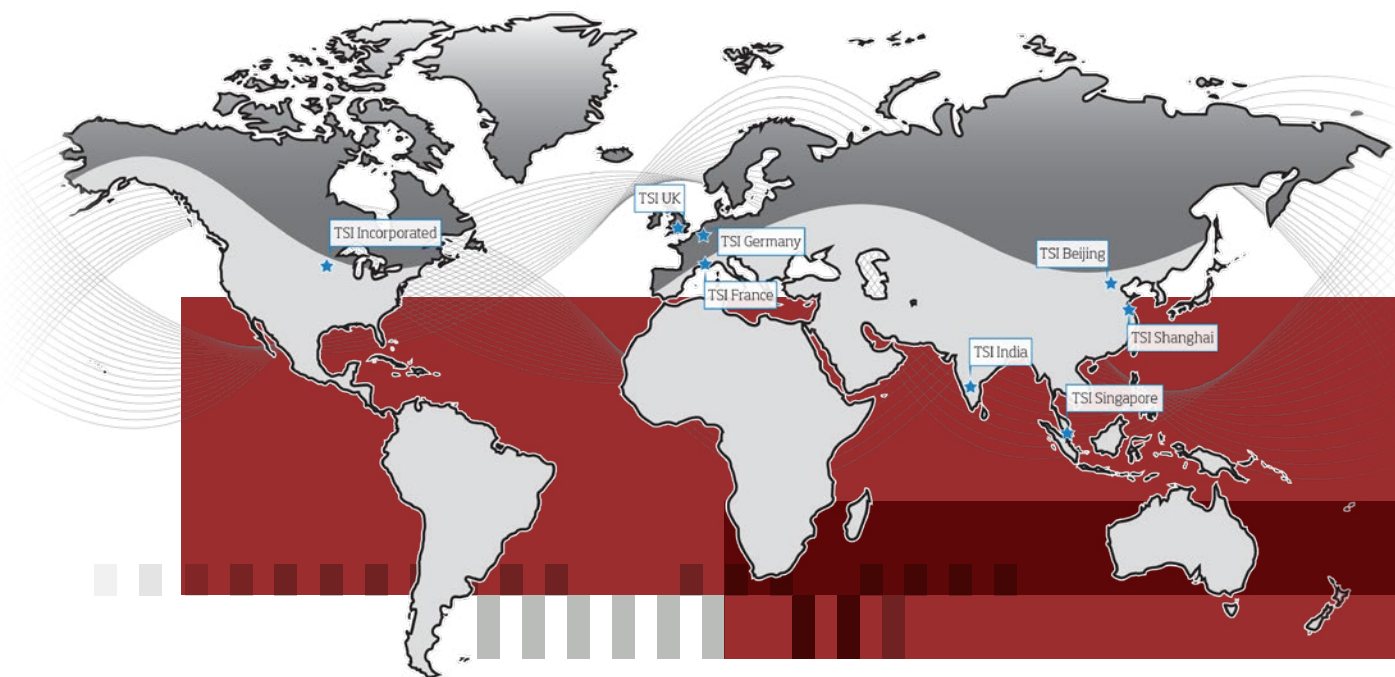 TSI UK
TSI Incorporated
TSI Germany
TSI Beijing
TSI France
TSI Shanghai
TSI India
TSI Singapore